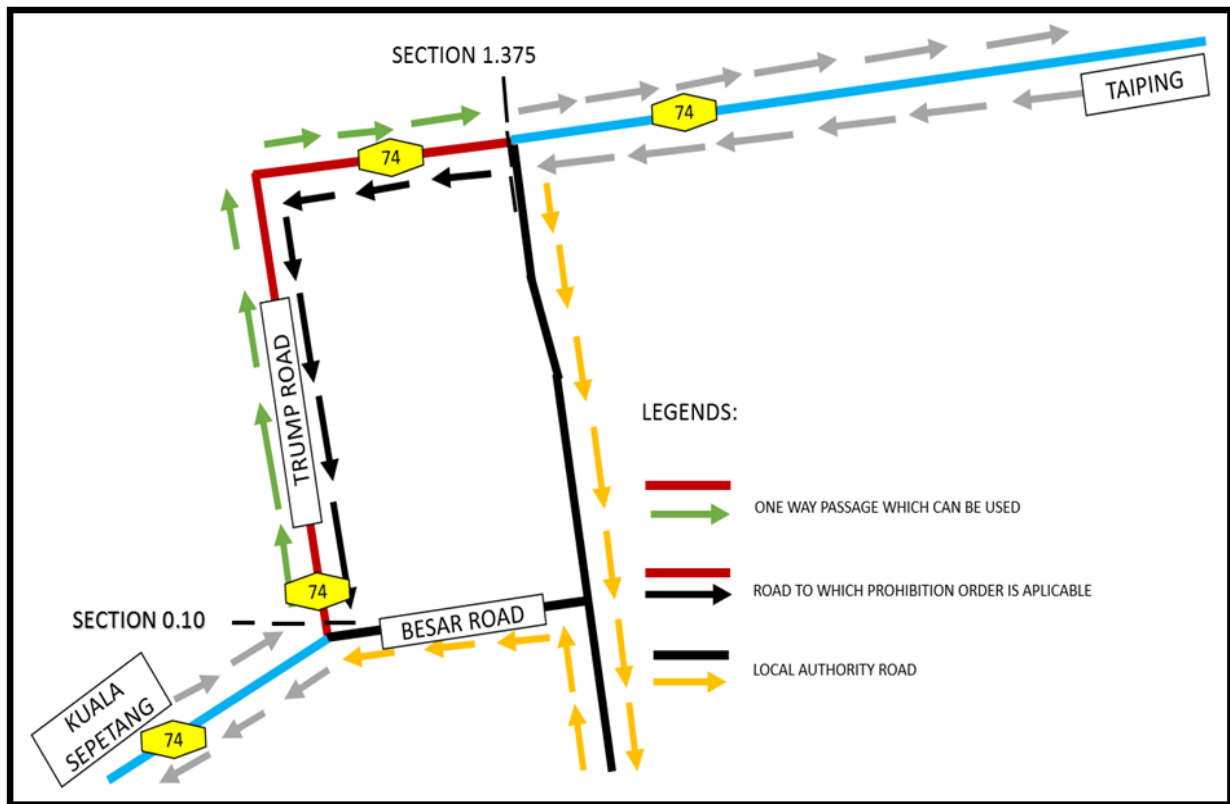 SECTION 1.375
74
TAIPING
74
TRUMP ROAD
LEGENDS:
ONE WAY PASSAGE WHICH CAN BE USED
74
ROAD TO WHICH PROHIBITION ORDER IS APLICABLE
SECTION 0.10
BESAR ROAD
LOCAL AUTHORITY ROAD
KUALA
SEPETANG
74